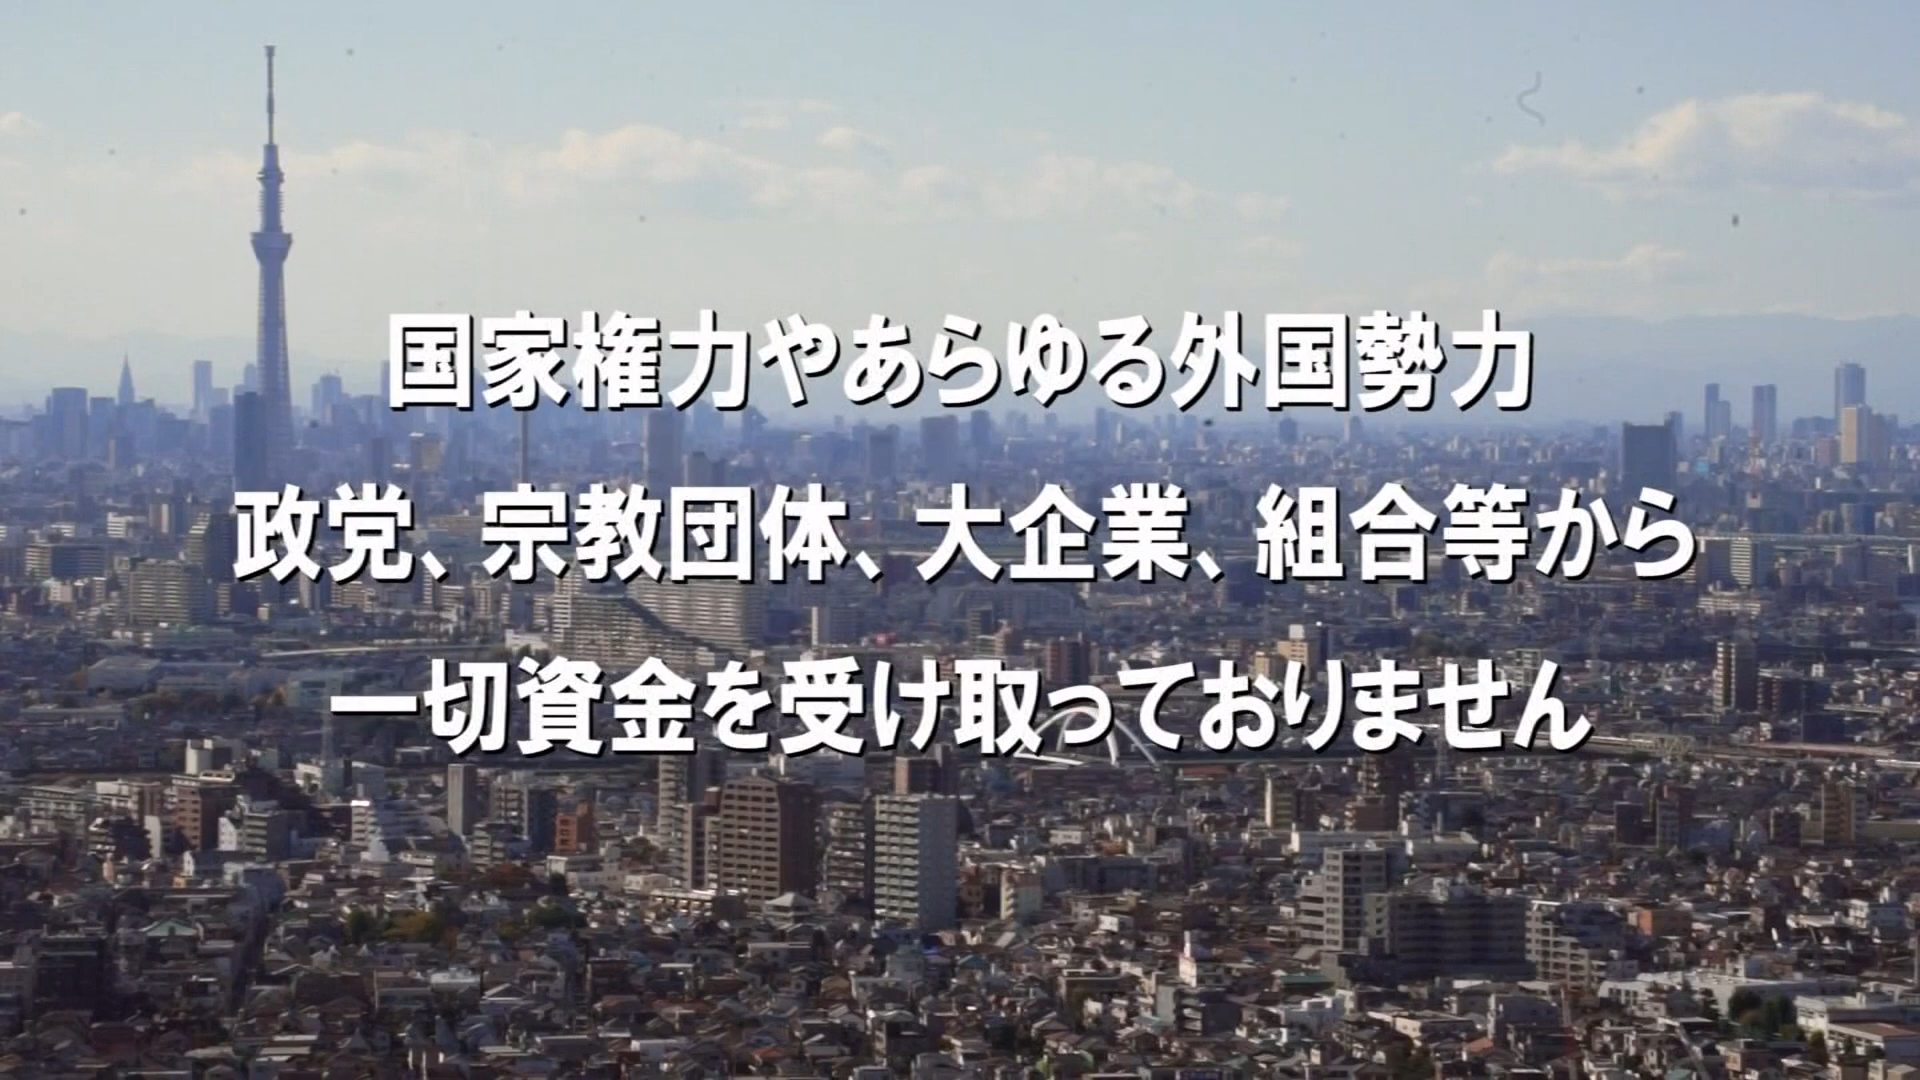 国家権力やあらゆる外国勢力
政党、宗教団体、大企業、組合等から
一切資金を受け取っておりません